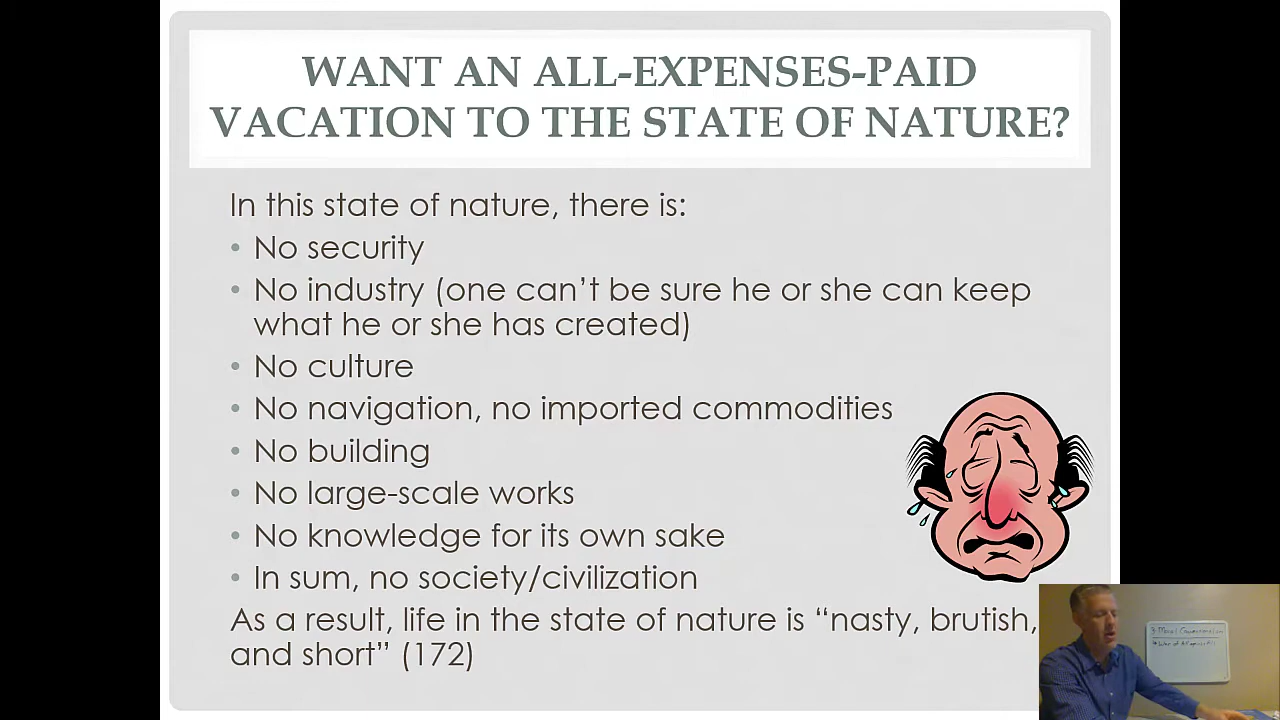 WANT AN ALL-EXPENSES-PAID
VACATION TO THE STATE OF NATURE?
In this state of nature, there is:
• No security
• No industry (one can’t be sure he or she can keep
what he or she has created)
• No culture
• No navigation, no imported commodities
• No building
• No large-scale works
• No knowledge for its own sake
• In sum, no society/civilization
As a result, life in the state of nature is “nasty, brutish,
and short” (172)